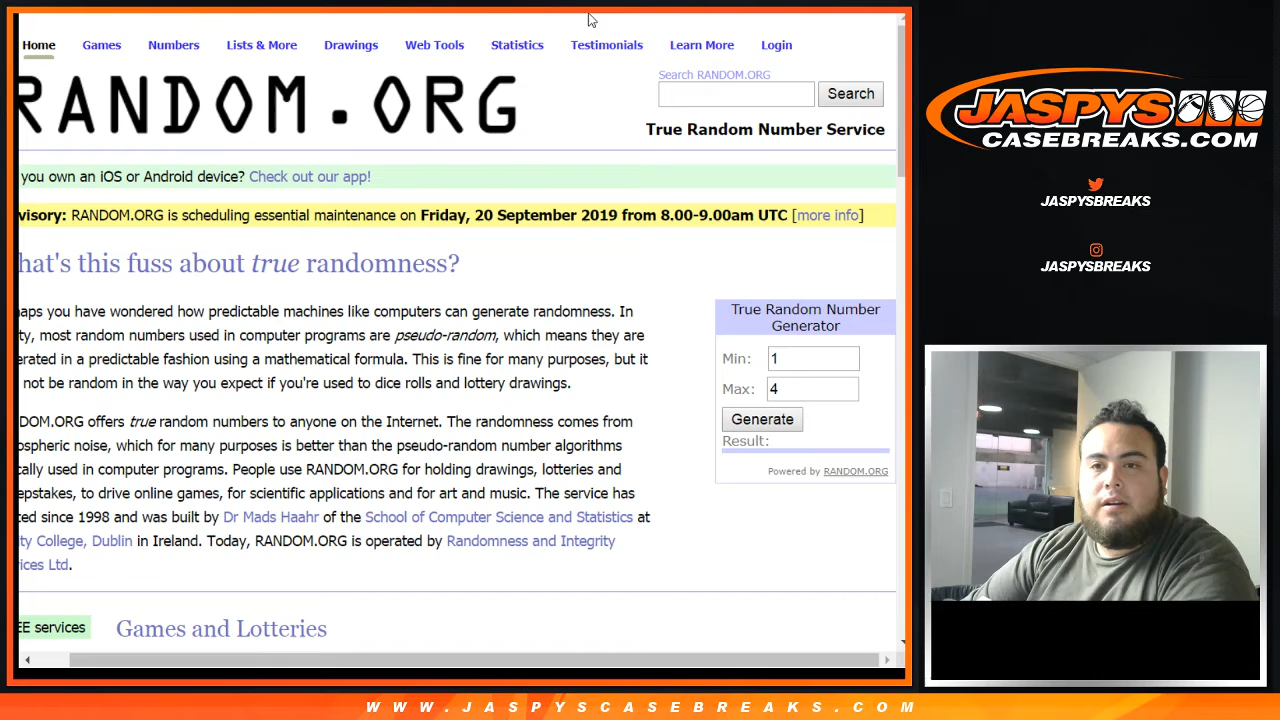 Home Games Numbers Lists & More Drawings Web Tools Statistics Testimonials Learn More Login
RANDOM.ORG
Search RANDOM.ORG
Search
True Random Number Service
you own an iOS or Android device? Check out our app!
visory: RANDOM.ORG is scheduling essential maintenance on Friday, 20 September 2019 from 8.00-9.00am UTC [more info]
hat's this fuss about true randomness?
aps you have wondered how predictable machines like computers can generate randomness. In
ty, most random numbers used in computer programs are pseudo-random, which means they are
erated in a predictable fashion using a mathematical formula. This is fine for many purposes, but it
not be random in the way you expect if you're used to dice rolls and lottery drawings.
DOM.ORG offers true random numbers to anyone on the Internet. The randomness comes from
ospheric noise, which for many purposes is better than the pseudo-random number algorithms
cally used in computer programs. People use RANDOM.ORG for holding drawings, lotteries and
epstakes, to drive online games, for scientific applications and for art and music. The service has
ted since 1998 and was built by Dr Mads Haahr of the School of Computer Science and Statistics at
ity College, Dublin in Ireland. Today, RANDOM.ORG is operated by Randomness and Integrity
vices Ltd.
True Random Number
Generator
Min: 1
Max: 4
Generate
Result:
Powered by RANDOM.ORG
EE services
Games and Lotteries
JASPYS
CASEBREAKS.COM
JASPYSBREAKS
JASPYSBREAKS
WWW.JASPYSCASEBREAKS.COM